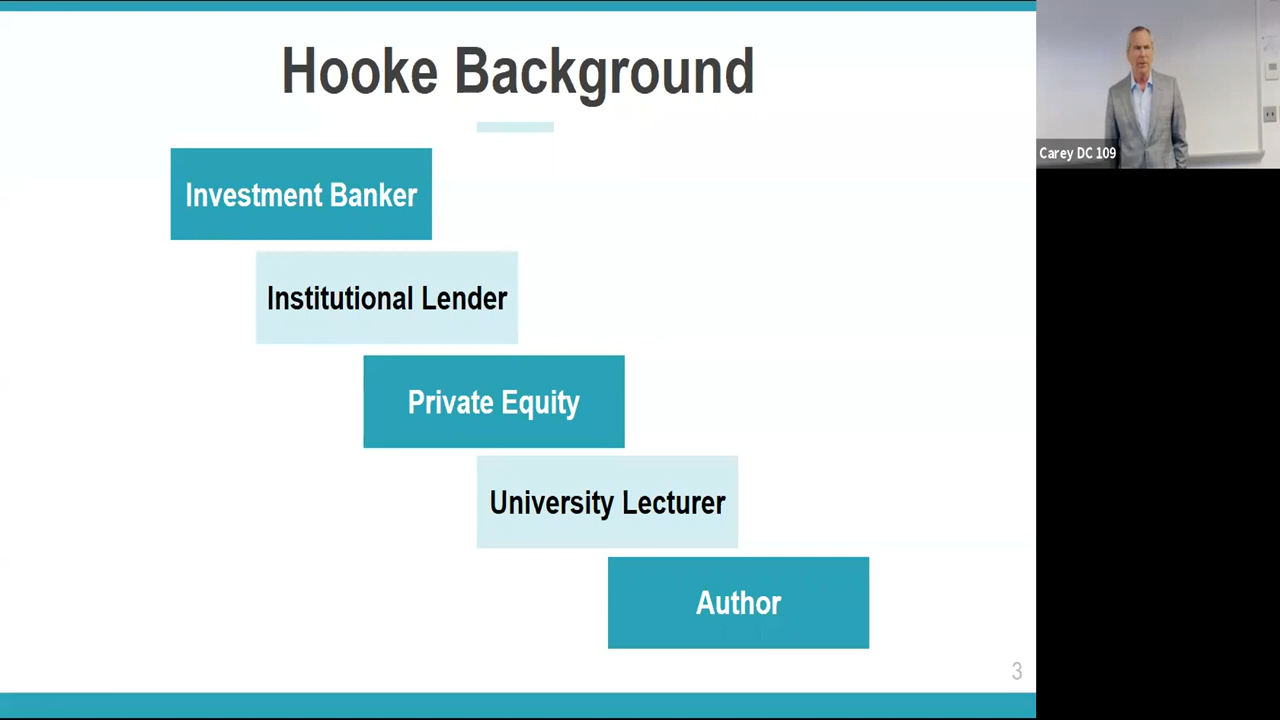 Hooke Background
Investment Banker
Institutional Lender
Private Equity
University Lecturer
Author
3
Carey DC 109